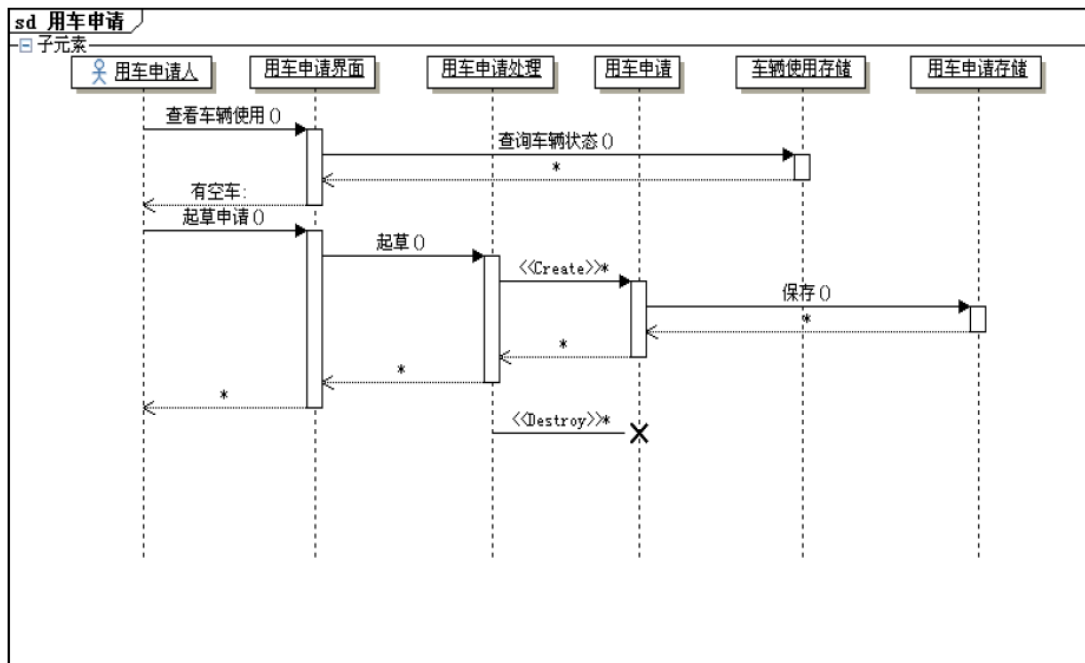 sd 用车申请
子元素
用车申请人 用车申请界面 用车申请处理 用车申请 车辆使用存储 用车申请存储
查看车辆使用()
查询车辆状态()
*
有空车:
起草申请()
起草()
<<Create>>*
保存()
*
*
*
*
<<Destroy>>*